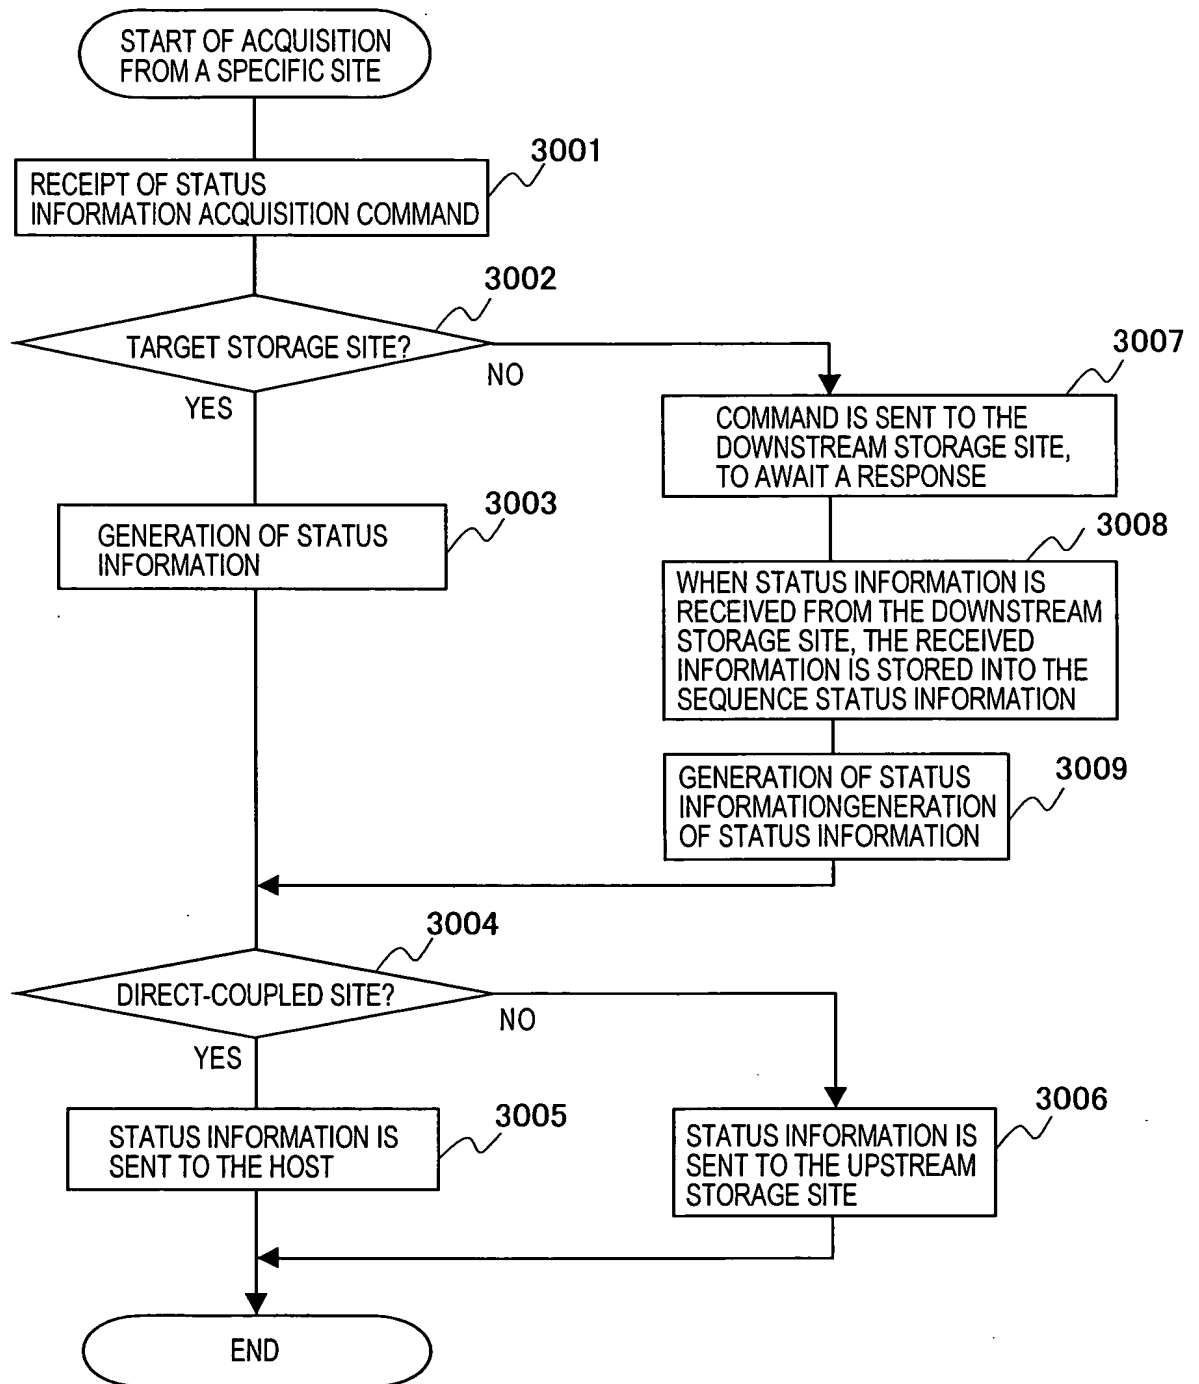 START OF ACQUISITION
FROM A SPECIFIC SITE
3001
RECEIPT OF STATUS
INFORMATION ACQUISITION COMMAND
3002
TARGET STORAGE SITE?
NO
YES
3007
COMMAND IS SENT TO THE
DOWNSTREAM STORAGE SITE,
TO AWAIT A RESPONSE
3003
GENERATION OF STATUS
INFORMATION
3008
WHEN STATUS INFORMATION IS
RECEIVED FROM THE DOWNSTREAM
STORAGE SITE, THE RECEIVED
INFORMATION IS STORED INTO THE
SEQUENCE STATUS INFORMATION
3009
GENERATION OF STATUS
INFORMATIONGENERATION
OF STATUS INFORMATION
3004
DIRECT-COUPLED SITE?
NO
YES
3005
STATUS INFORMATION IS
SENT TO THE HOST
3006
STATUS INFORMATION IS
SENT TO THE UPSTREAM
STORAGE SITE
END